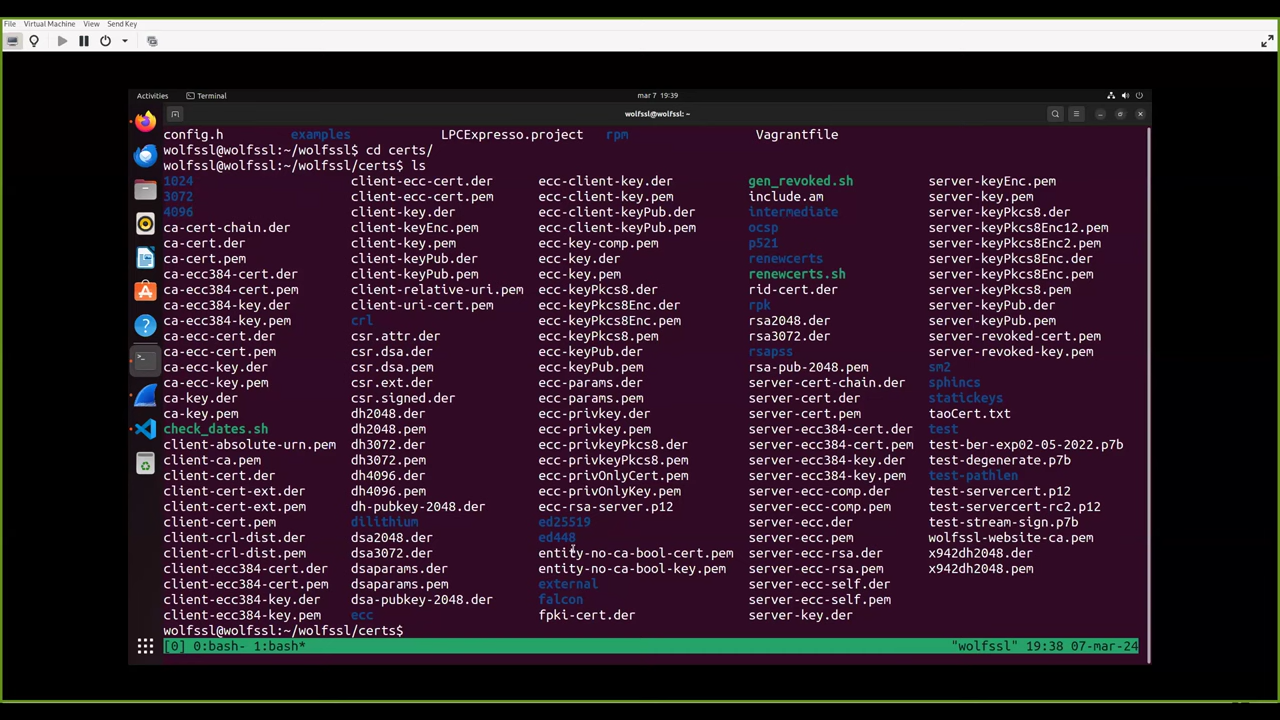 File Virtual Machine View Send Key
Activities Terminal mar 7 19:39
wolfssl@wolfssl: ~
config.h examples LPCExpresso.project rpm Vagrantfile
wolfssl@wolfssl:~/wolfssl$ cd certs/
wolfssl@wolfssl:~/wolfssl/certs$ ls
1024 client-ecc-cert.der ecc-client-key.der gen_revoked.sh server-keyEnc.pem
3072 client-ecc-cert.pem ecc-client-key.pem include.am server-key.pem
4096 client-key.der ecc-client-keyPub.der intermediate server-keyPkcs8.der
ca-cert-chain.der client-keyEnc.pem ecc-client-keyPub.pem ocsp server-keyPkcs8Enc12.pem
ca-cert.der client-key.pem ecc-key-comp.pem p521 server-keyPkcs8Enc2.pem
ca-cert.pem client-keyPub.der ecc-key.der renewcerts server-keyPkcs8Enc.der
ca-ecc384-cert.der client-keyPub.pem ecc-key.pem renewcerts.sh server-keyPkcs8Enc.pem
ca-ecc384-cert.pem client-relative-uri.pem ecc-keyPkcs8.der rid-cert.der server-keyPkcs8.pem
ca-ecc384-key.der client-uri-cert.pem ecc-keyPkcs8Enc.der rpk server-keyPub.der
ca-ecc384-key.pem crl ecc-keyPkcs8Enc.pem rsa2048.der server-keyPub.pem
ca-ecc-cert.der csr.attr.der ecc-keyPkcs8.pem rsa3072.der server-revoked-cert.pem
ca-ecc-cert.pem csr.dsa.der ecc-keyPub.der rsapss server-revoked-key.pem
ca-ecc-key.der csr.dsa.pem ecc-keyPub.pem rsa-pub-2048.pem sm2
ca-ecc-key.pem csr.ext.der ecc-params.der server-cert-chain.der sphincs
ca-key.der csr.signed.der ecc-params.pem server-cert.der statickeys
ca-key.pem dh2048.der ecc-privkey.der server-cert.pem taoCert.txt
check_dates.sh dh2048.pem ecc-privkey.pem server-ecc384-cert.der test
client-absolute-urn.pem dh3072.der ecc-privkeyPkcs8.der server-ecc384-cert.pem test-ber-exp02-05-2022.p7b
client-ca.pem dh3072.pem ecc-privkeyPkcs8.pem server-ecc384-key.der test-degenerate.p7b
client-cert.der dh4096.der ecc-privOnlyCert.pem server-ecc384-key.pem test-pathlen
client-cert-ext.der dh4096.pem ecc-privOnlyKey.pem server-ecc-comp.der test-servercert.p12
client-cert-ext.pem dh-pubkey-2048.der ecc-rsa-server.p12 server-ecc-comp.pem test-servercert-rc2.p12
client-cert.pem dilithium ed25519 server-ecc.der test-stream-sign.p7b
client-crl-dist.der dsa2048.der ed448 server-ecc.pem wolfssl-website-ca.pem
client-crl-dist.pem dsa3072.der entity-no-ca-bool-cert.pem server-ecc-rsa.der x942dh2048.der
client-ecc384-cert.der dsaparams.der entity-no-ca-bool-key.pem server-ecc-rsa.pem x942dh2048.pem
client-ecc384-cert.pem dsaparams.pem external server-ecc-self.der
client-ecc384-key.der dsa-pubkey-2048.der falcon server-ecc-self.pem
client-ecc384-key.pem ecc fpki-cert.der server-key.der
wolfssl@wolfssl:~/wolfssl/certs$
[0] 0:bash- 1:bash* "wolfssl" 19:38 07-mar-24